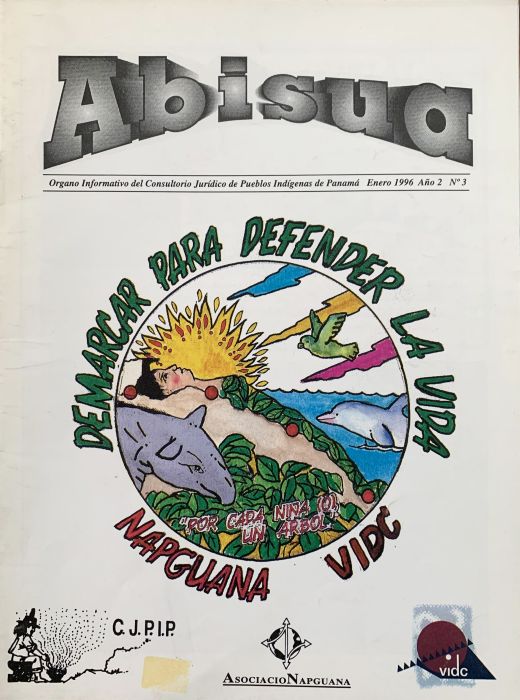 Abisua
Organo Informativo del Consultorio Jurídico de Pueblos Indígenas de Panamá Enero 1996 Año 2 Nº 3
DEMARCAR PARA DEFENDER LA VIDA
"POR CADA NIÑA (O),
UN ARBOL"
NAPGUANA VIDC
C.J.P.I.P.
ASOCIACIONAPGUANA
vidc